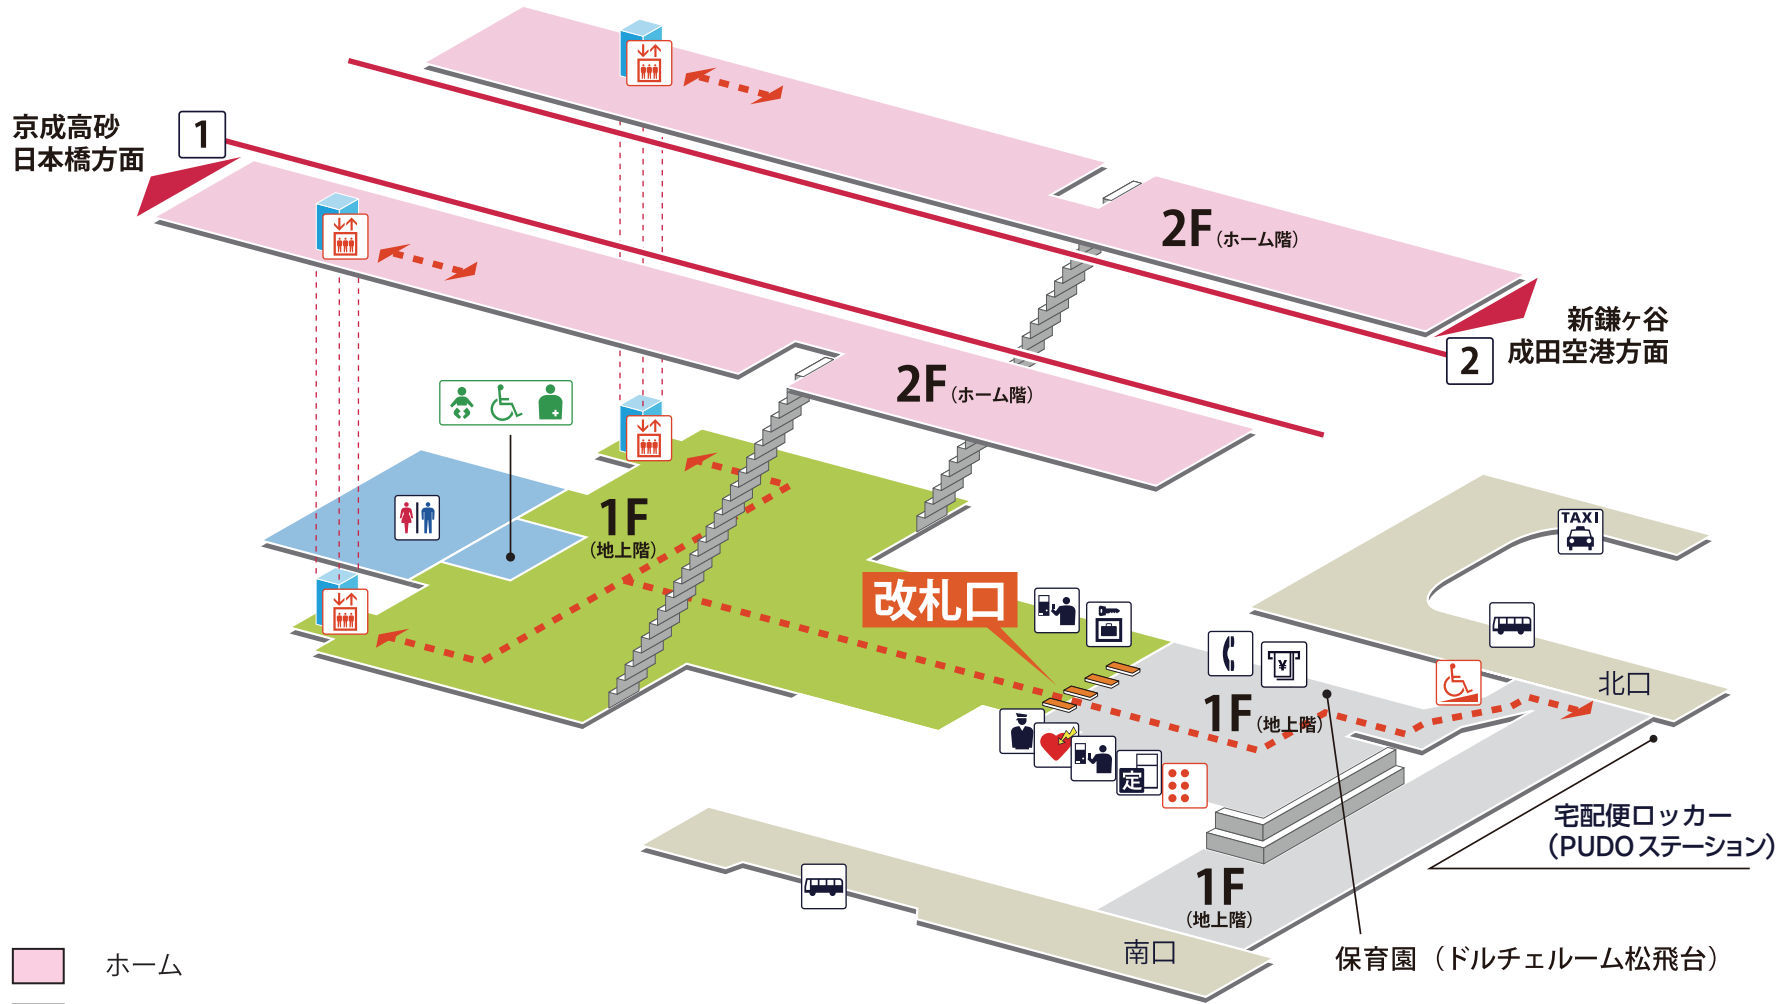 京成高砂
日本橋方面
1
2F(ホーム階)
新鎌ヶ谷
成田空港方面
2
2F(ホーム階)
1F
(地上階)
TAXI
改札口
北口
¥
1F(地上階)
定
宅配便ロッカー
(PUDOステーション)
1F
(地上階)
南口
保育園(ドルチェルーム松飛台)
ホーム